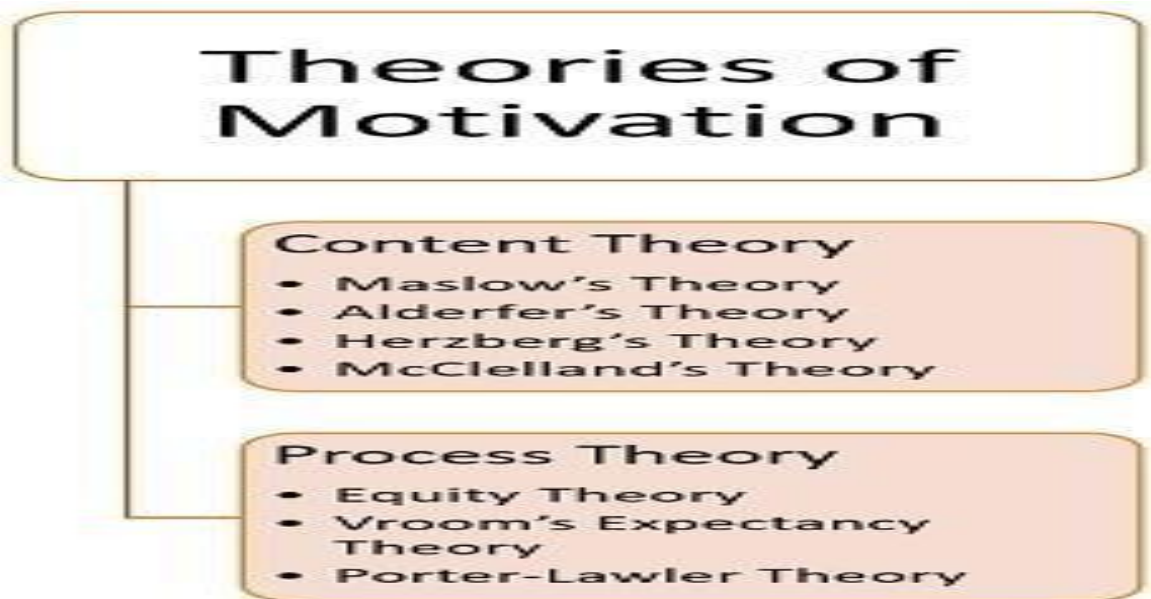 Theories of
Motivation
Content Theory
• Maslow's Theory
• Alderfer's Theory
• Herzberg's Theory
• McClelland's Theory
Process Theory
• Equity Theory
• Vroom's Expectancy
Theory
• Porter-Lawler Theory